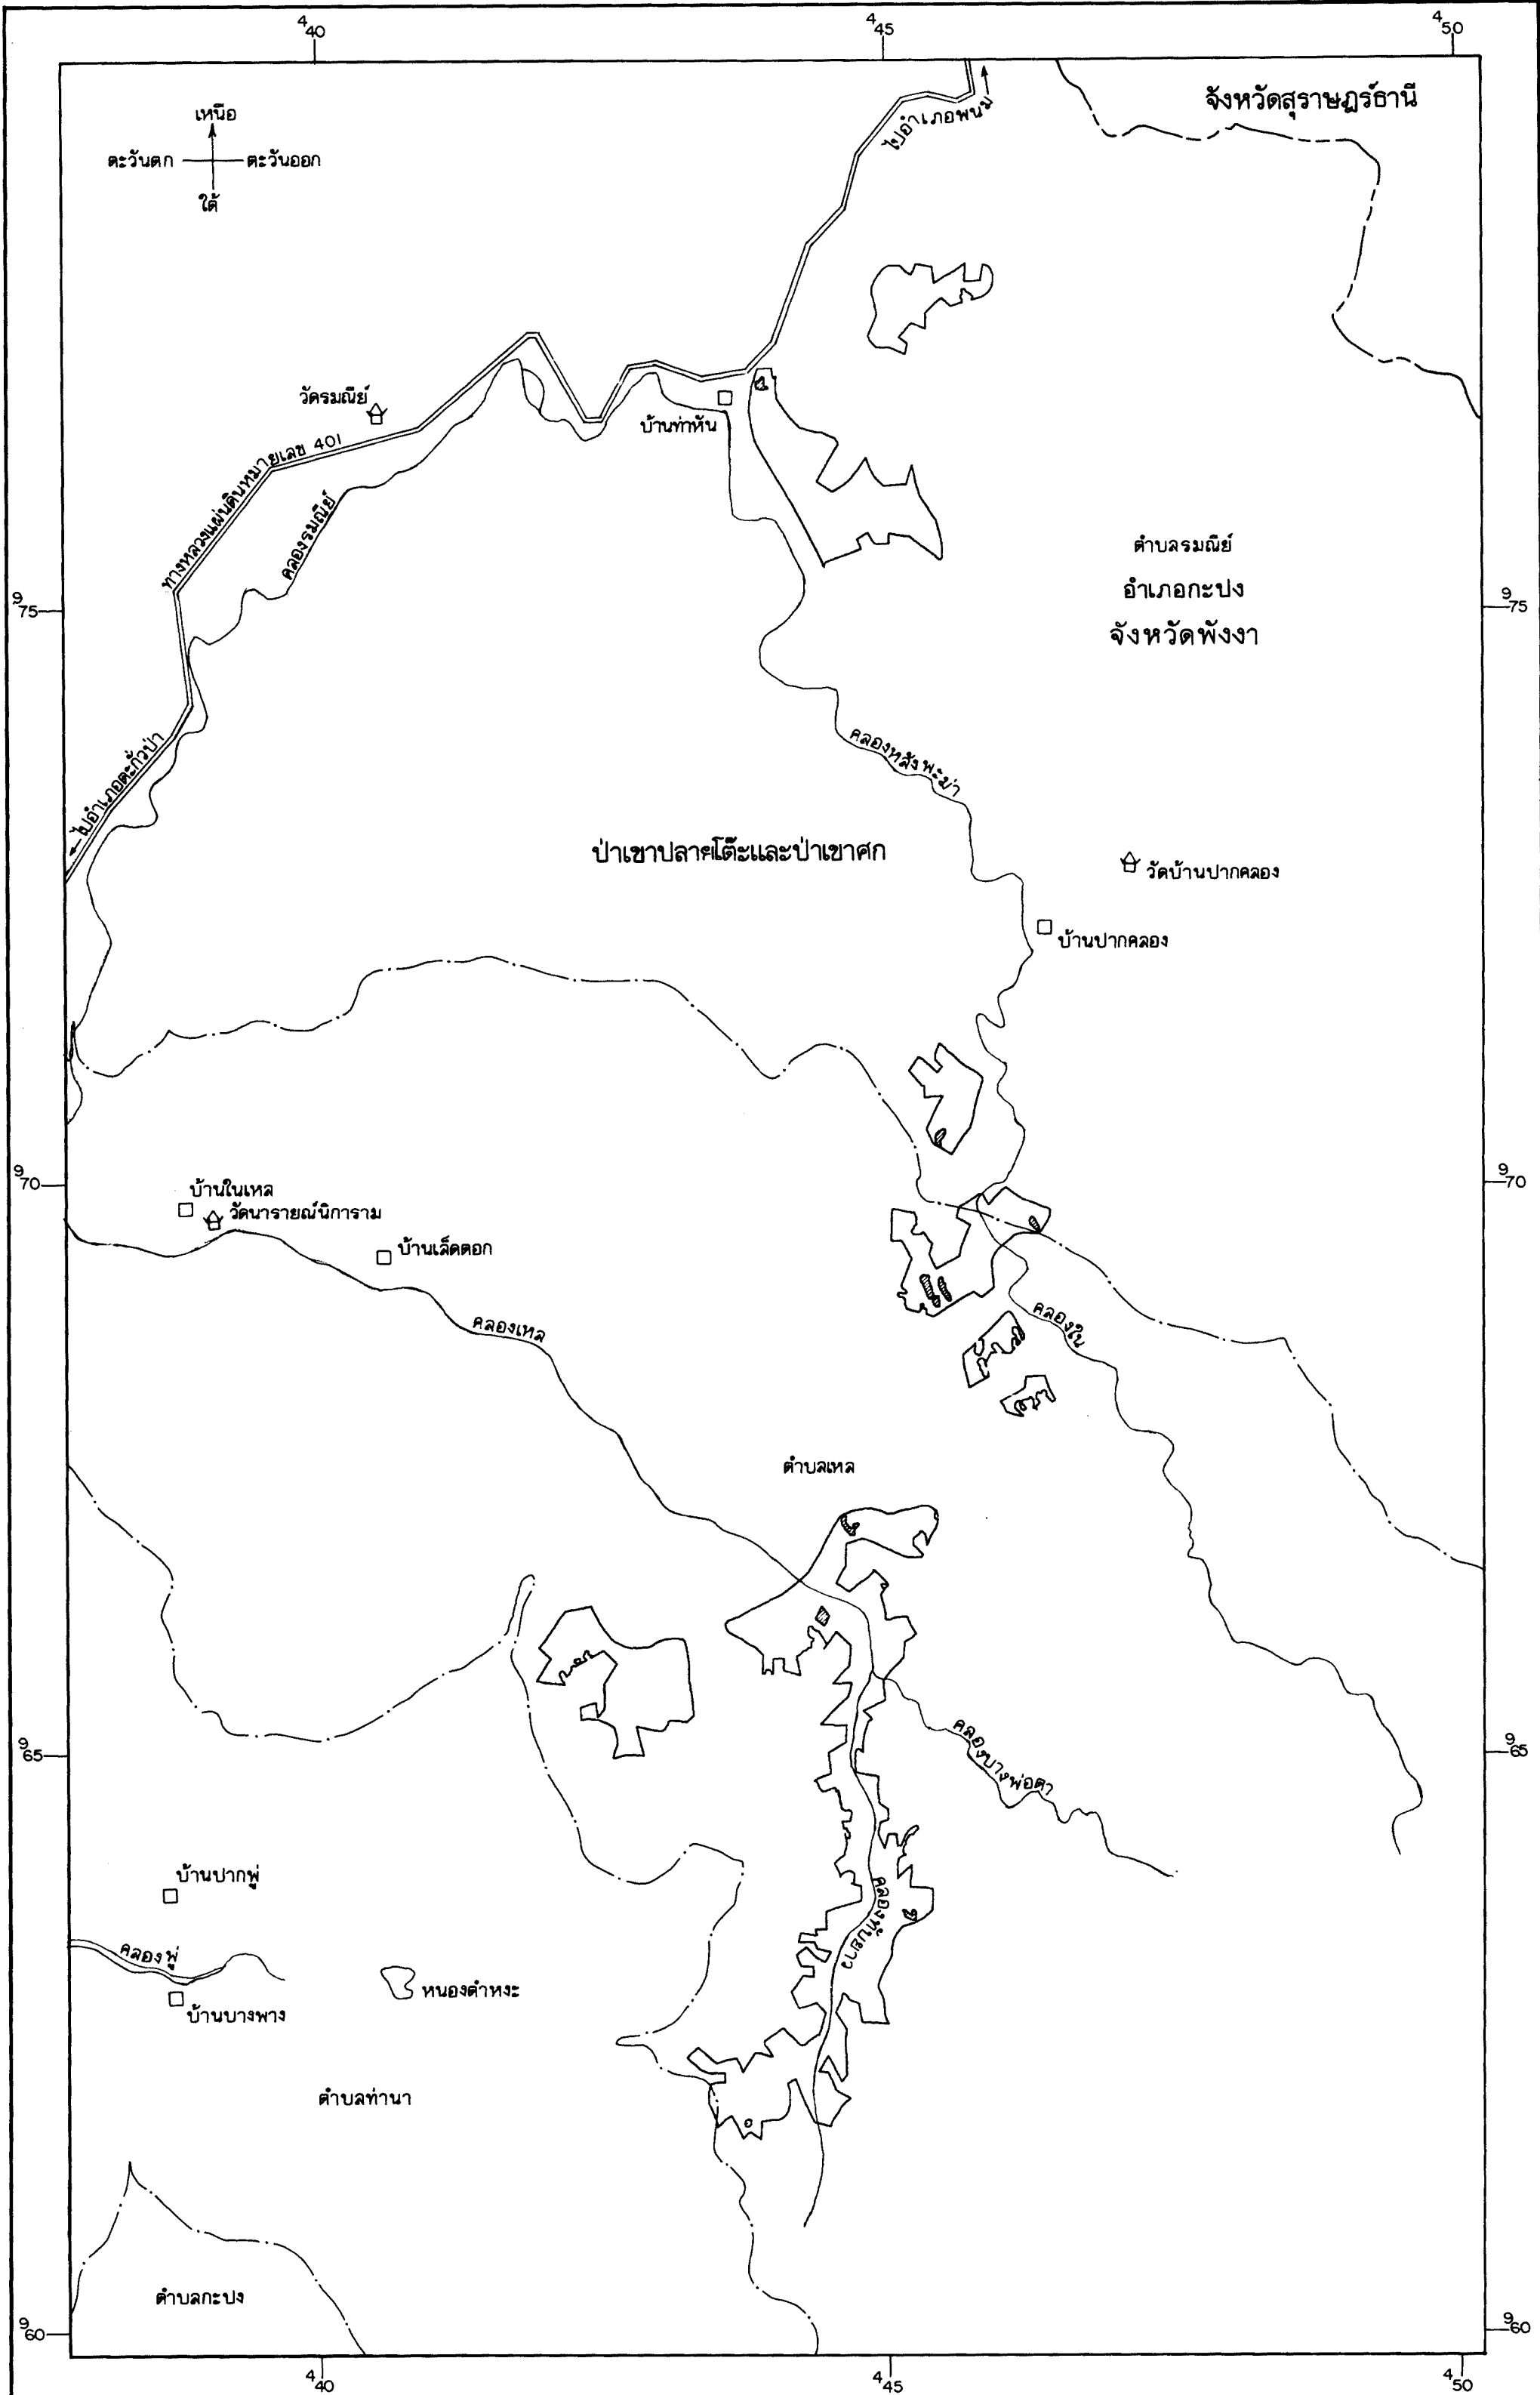 440
445
450
จังหวัดสุราษฎร์ธานี
เหนือ
ตะวันตก
ตะวันออก
ใต้
ไปอำเภอพนม
วัดรมณีย์
บ้านท่าหัน
ทางหลวงแผ่นดินหมายเลข 401
คลองรมณีย์
ตำบลรมณีย์
อำเภอกะปง
จังหวัดพังงา
975
975
ไปอำเภอตะกั่วป่า
คลองหลังพะม่า
ป่าเขาปลายโต๊ะและป่าเขาศก
วัดบ้านปากคลอง
บ้านปากคลอง
970
970
บ้านในเหล
วัดนารายณ์นิการาม
บ้านเล็ดตอก
คลองเหล
คลองใน
ตำบลเหล
965
965
คลองบางพ่อตา
บ้านปากพู่
คลองทับยาว
คลองพู่
หนองตำหงะ
บ้านบางพาง
ตำบลท่านา
ตำบลกะปง
960
960
440
445
450